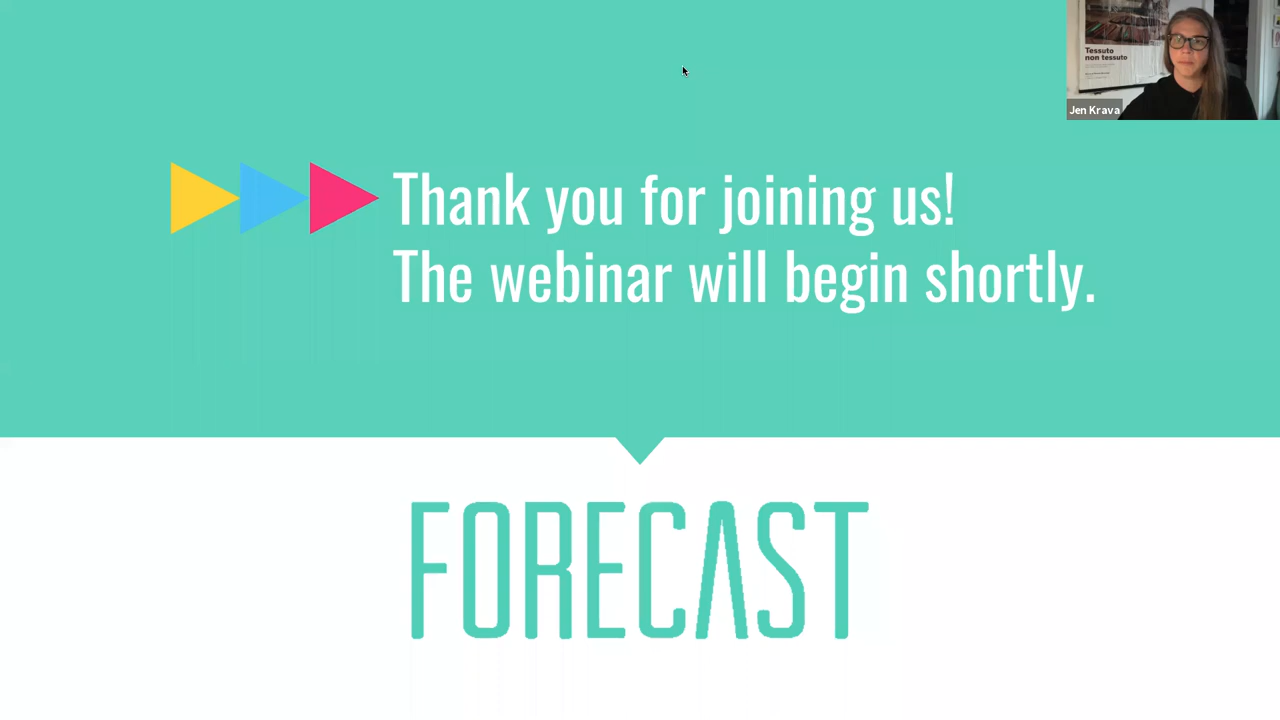 Tessuto
non tessuto
Jen Krava
Thank you for joining us!
The webinar will begin shortly.
FORECAST